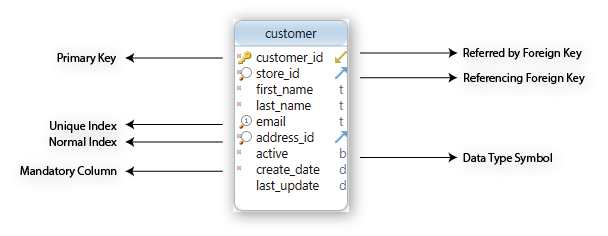 customer
Primary Key
customer_id
Referred by Foreign Key
store_id
Referencing Foreign Key
first_name t
last_name t
Unique Index
1 email t
Normal Index
address_id
active b
Data Type Symbol
Mandatory Column
create_date d
last_update d